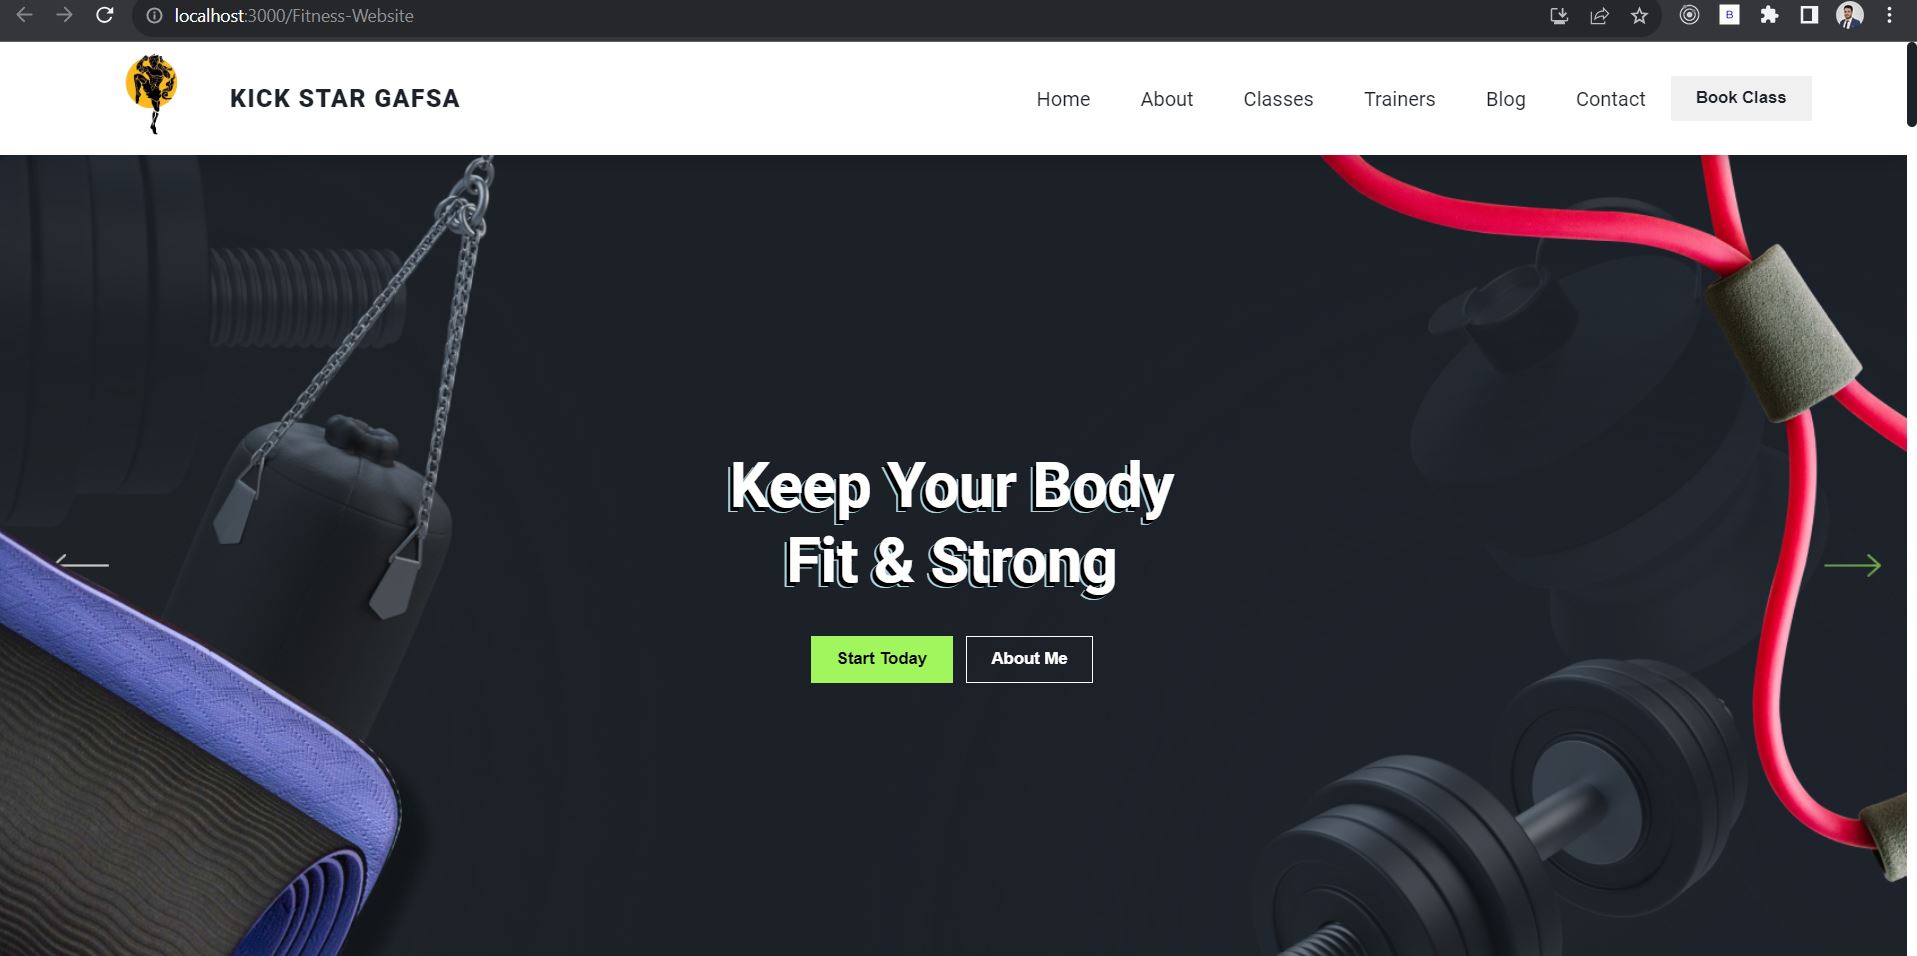 localhost:3000/Fitness-Website
B
KICK STAR GAFSA
Home About Classes Trainers Blog Contact Book Class
Keep Your Body
Fit & Strong
Start Today About Me